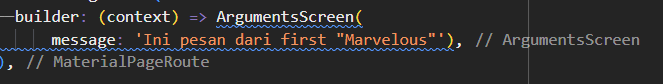 builder: (context) => ArgumentsScreen(
message: 'Ini pesan dari first "Marvelous"'), // ArgumentsScreen
), // MaterialPageRoute